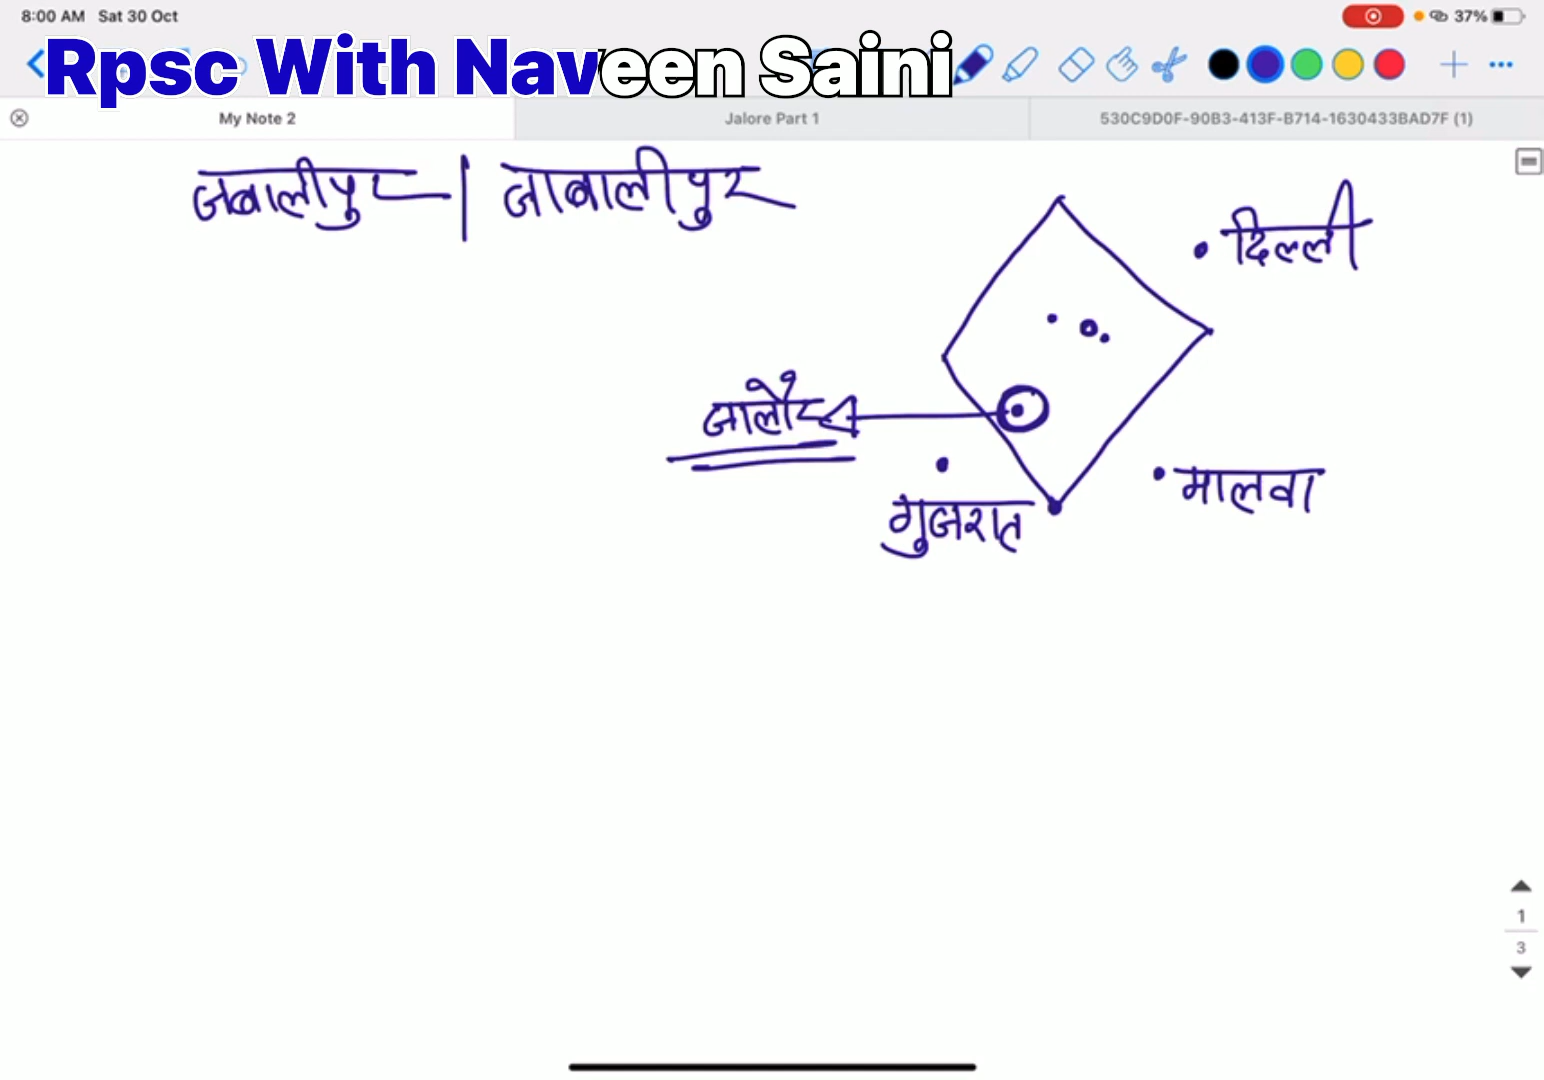 8:00 AM Sat 30 Oct
37%
Rpsc With Naveen Saini
My Note 2
Jalore Part 1
530C9D0F-90B3-413F-B714-1630433BAD7F (1)
जबालीपुर | जाबालीपुर
दिल्ली
जालौर
मालवा
गुजरात
1
3